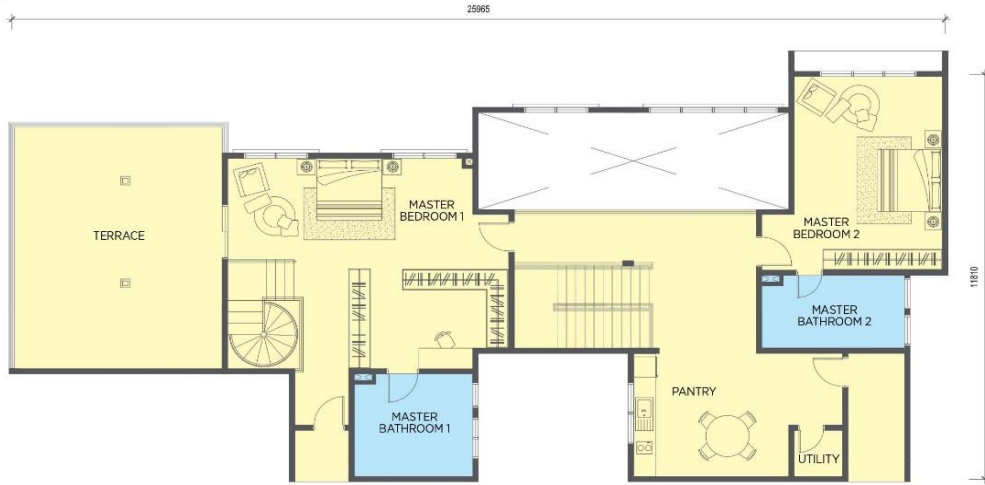 25965
TERRACE
MASTER
BEDROOM 1
MASTER
BEDROOM 2
11810
MASTER
BATHROOM 2
MASTER
BATHROOM 1
PANTRY
UTILITY